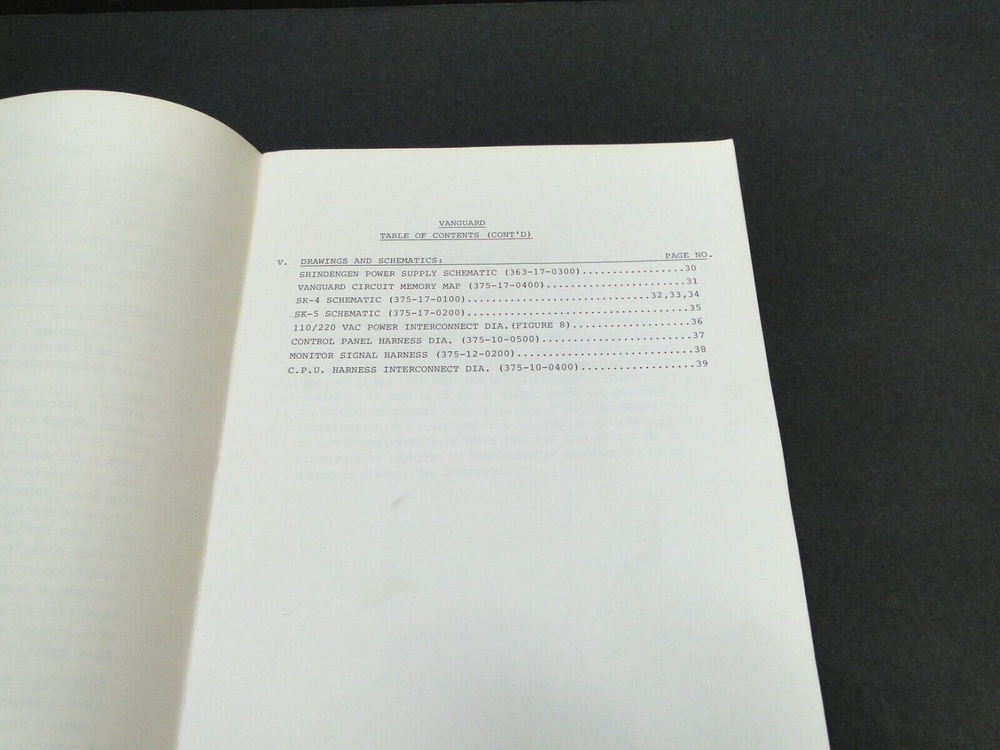 VANGUARD
TABLE OF CONTENTS (CONT'D)
V. DRAWINGS AND SCHEMATICS: PAGE NO.
SHINDENGEN POWER SUPPLY SCHEMATIC (363-17-0300)................30
VANGUARD CIRCUIT MEMORY MAP (375-17-0400)......................31
SK-4 SCHEMATIC (375-17-0100)............................32,33,34
SK-5 SCHEMATIC (375-17-0200)...................................35
110/220 VAC POWER INTERCONNECT DIA.(FIGURE 8)..................36
CONTROL PANEL HARNESS DIA. (375-10-0500).......................37
MONITOR SIGNAL HARNESS (375-12-0200)...........................38
C.P.U. HARNESS INTERCONNECT DIA. (375-10-0400).................39